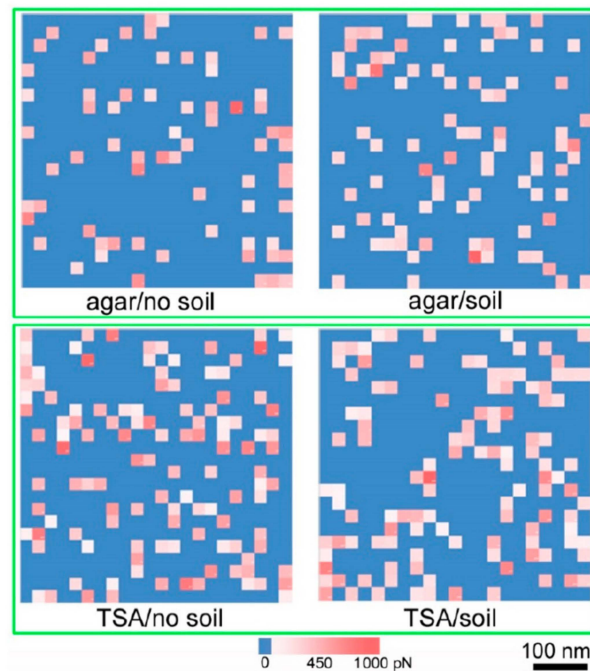 agar/no soil
agar/soil
TSA/no soil
TSA/soil
0 450 1000 pN
100 nm